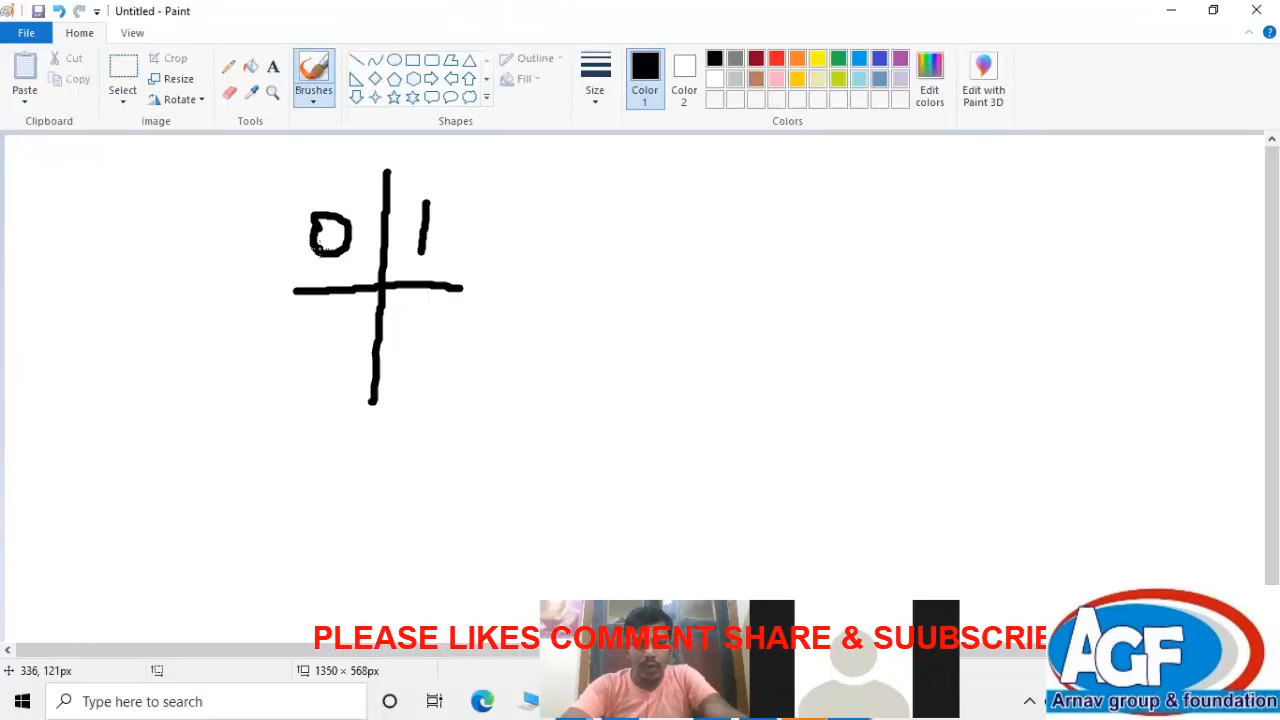 Untitled - Paint
File Home View
Paste Cut Copy
Clipboard
Select Crop Resize Rotate
Image
Tools
Brushes
Shapes
Outline Fill
Size
Color 1
Color 2
Colors
Edit colors
Edit with Paint 3D
0 1
PLEASE LIKES COMMENT SHARE & SUUBSCRIE
336, 121px
1350 × 568px
Type here to search
AGF
Arnav group & foundation